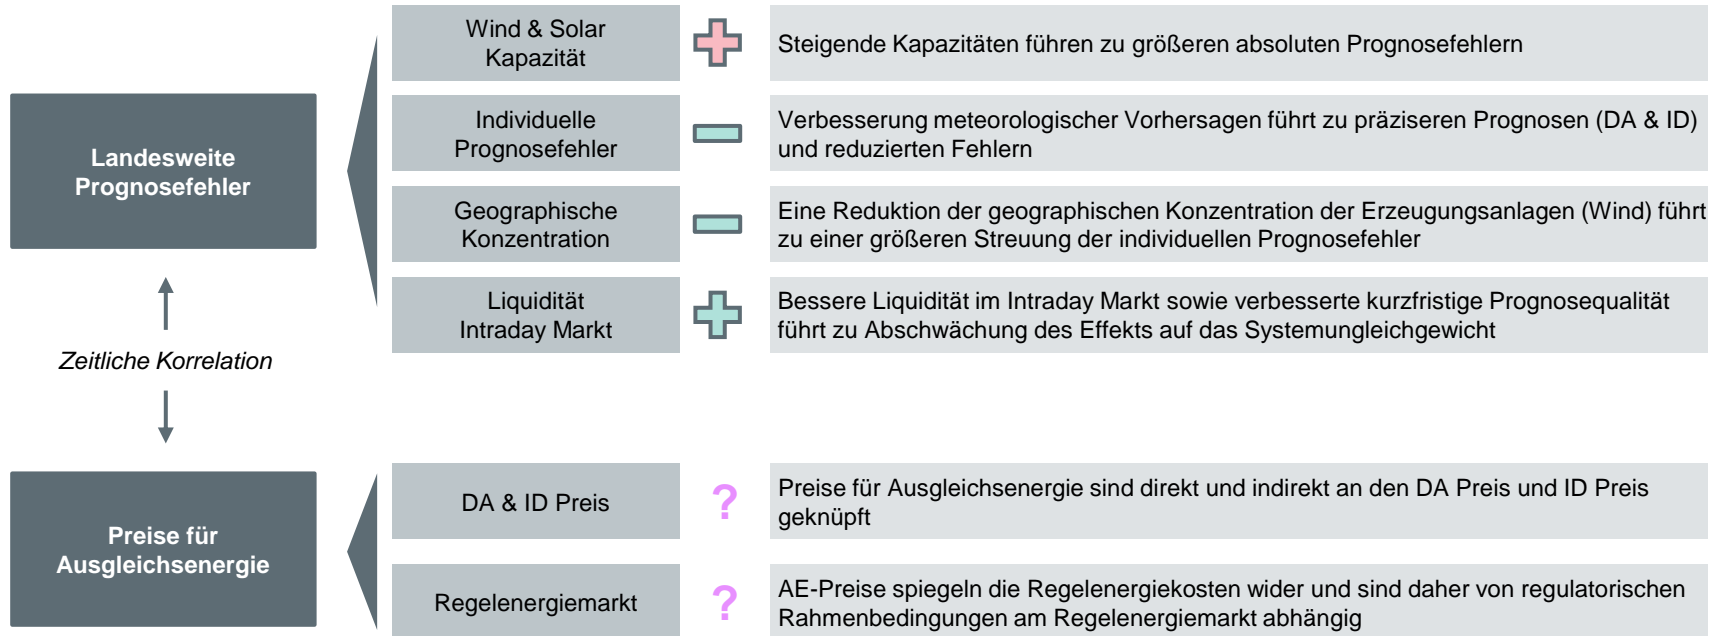 Landesweite
Prognosefehler
Wind & Solar
Kapazität
Steigende Kapazitäten führen zu größeren absoluten Prognosefehlern
Individuelle
Prognosefehler
Verbesserung meteorologischer Vorhersagen führt zu präziseren Prognosen (DA & ID)
und reduzierten Fehlern
Geographische
Konzentration
Eine Reduktion der geographischen Konzentration der Erzeugungsanlagen (Wind) führt
zu einer größeren Streuung der individuellen Prognosefehler
Liquidität
Intraday Markt
Bessere Liquidität im Intraday Markt sowie verbesserte kurzfristige Prognosequalität
führt zu Abschwächung des Effekts auf das Systemungleichgewicht
Zeitliche Korrelation
Preise für
Ausgleichsenergie
DA & ID Preis
?
Preise für Ausgleichsenergie sind direkt und indirekt an den DA Preis und ID Preis
geknüpft
Regelenergiemarkt
?
AE-Preise spiegeln die Regelenergiekosten wider und sind daher von regulatorischen
Rahmenbedingungen am Regelenergiemarkt abhängig